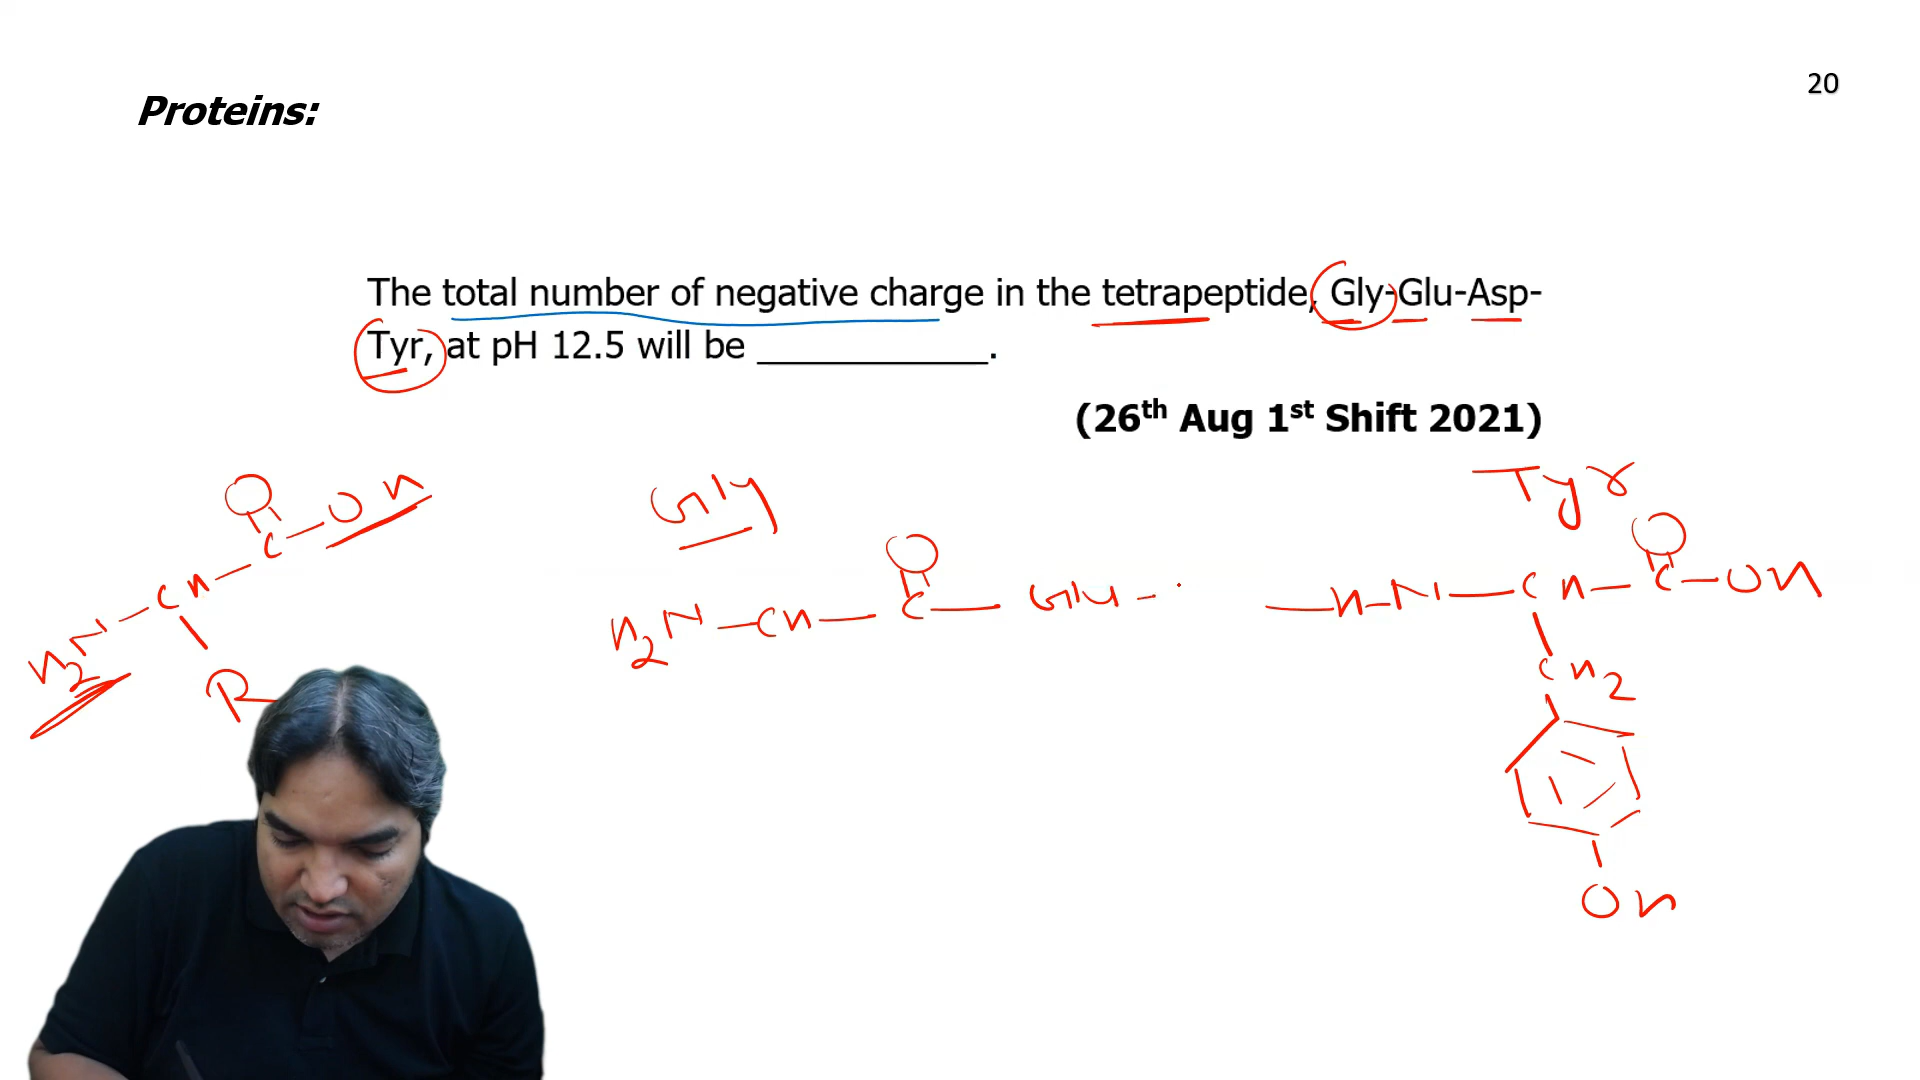 20
Proteins:
The total number of negative charge in the tetrapeptide, Gly-Glu-Asp-
Tyr, at pH 12.5 will be ____________.
(26th Aug 1st Shift 2021)
Gly
Tyr
O
C-OH
H2N-CH
R
O
H2N-CH-C-Glu-
O
-HN-CH-C-OH
CH2
OH